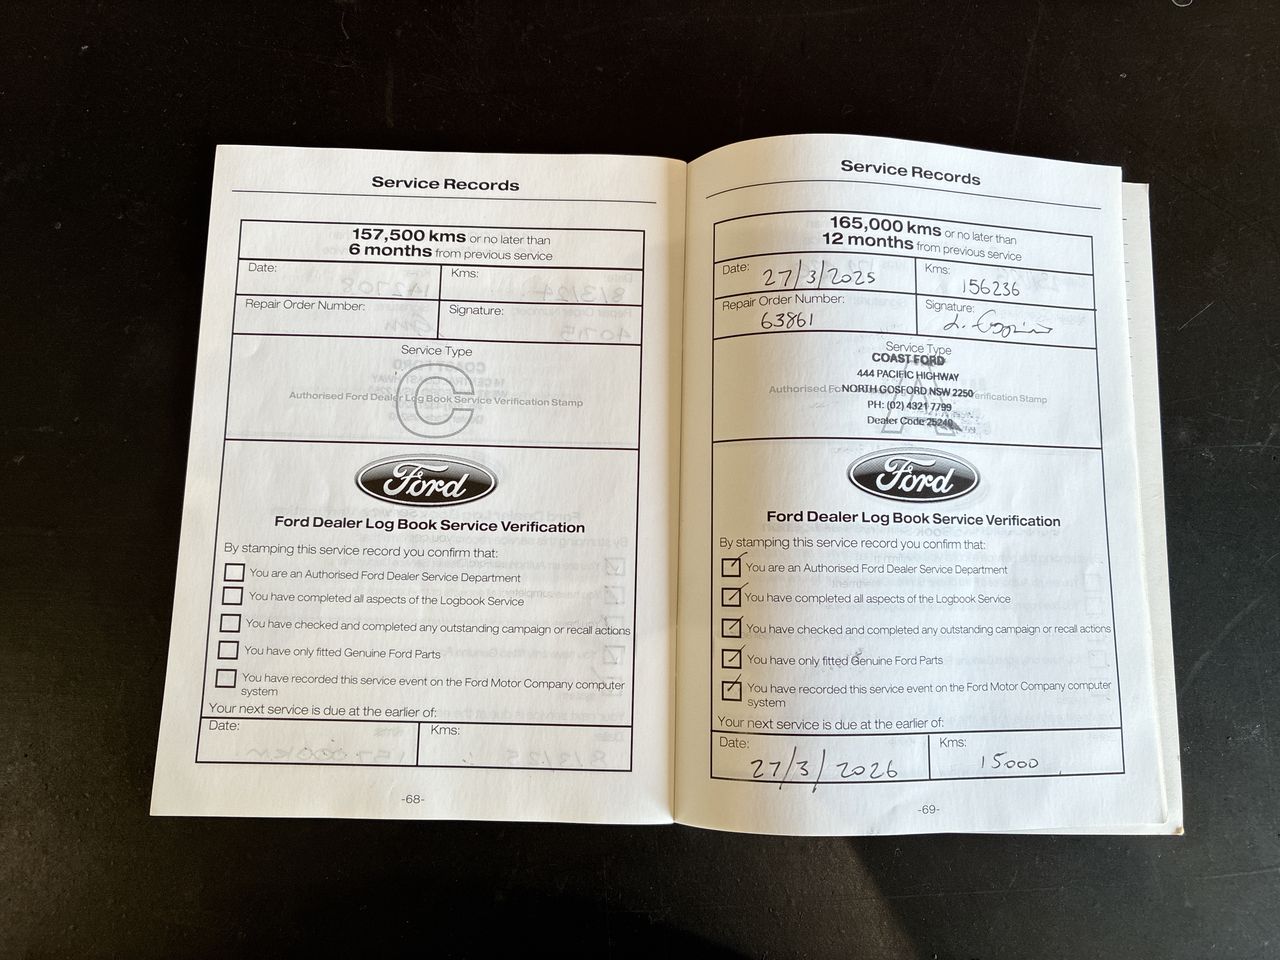 Service Records
157,500 kms or no later than
6 months from previous service
Date:
Kms:
Repair Order Number:
Signature:
Service Type
C
Authorised Ford Dealer Log Book Service Verification Stamp
Ford
Ford Dealer Log Book Service Verification
By stamping this service record you confirm that:
You are an Authorised Ford Dealer Service Department
You have completed all aspects of the Logbook Service
You have checked and completed any outstanding campaign or recall actions
You have only fitted Genuine Ford Parts
You have recorded this service event on the Ford Motor Company computer
system
Your next service is due at the earlier of:
Date:
Kms:
-68-
Service Records
165,000 kms or no later than
12 months from previous service
Date: 27/3/2025
Kms: 156236
Repair Order Number:
63861
Signature:
Service Type
A
COAST FORD
444 PACIFIC HIGHWAY
Authorised Fo
NORTH GOSFORD NSW 2250
erification Stamp
PH: (02) 4321 7799
Dealer Code 25240
Ford
Ford Dealer Log Book Service Verification
By stamping this service record you confirm that:
You are an Authorised Ford Dealer Service Department
You have completed all aspects of the Logbook Service
You have checked and completed any outstanding campaign or recall actions
You have only fitted Genuine Ford Parts
You have recorded this service event on the Ford Motor Company computer
system
Your next service is due at the earlier of:
Date: 27/3/2026
Kms: 15000
-69-